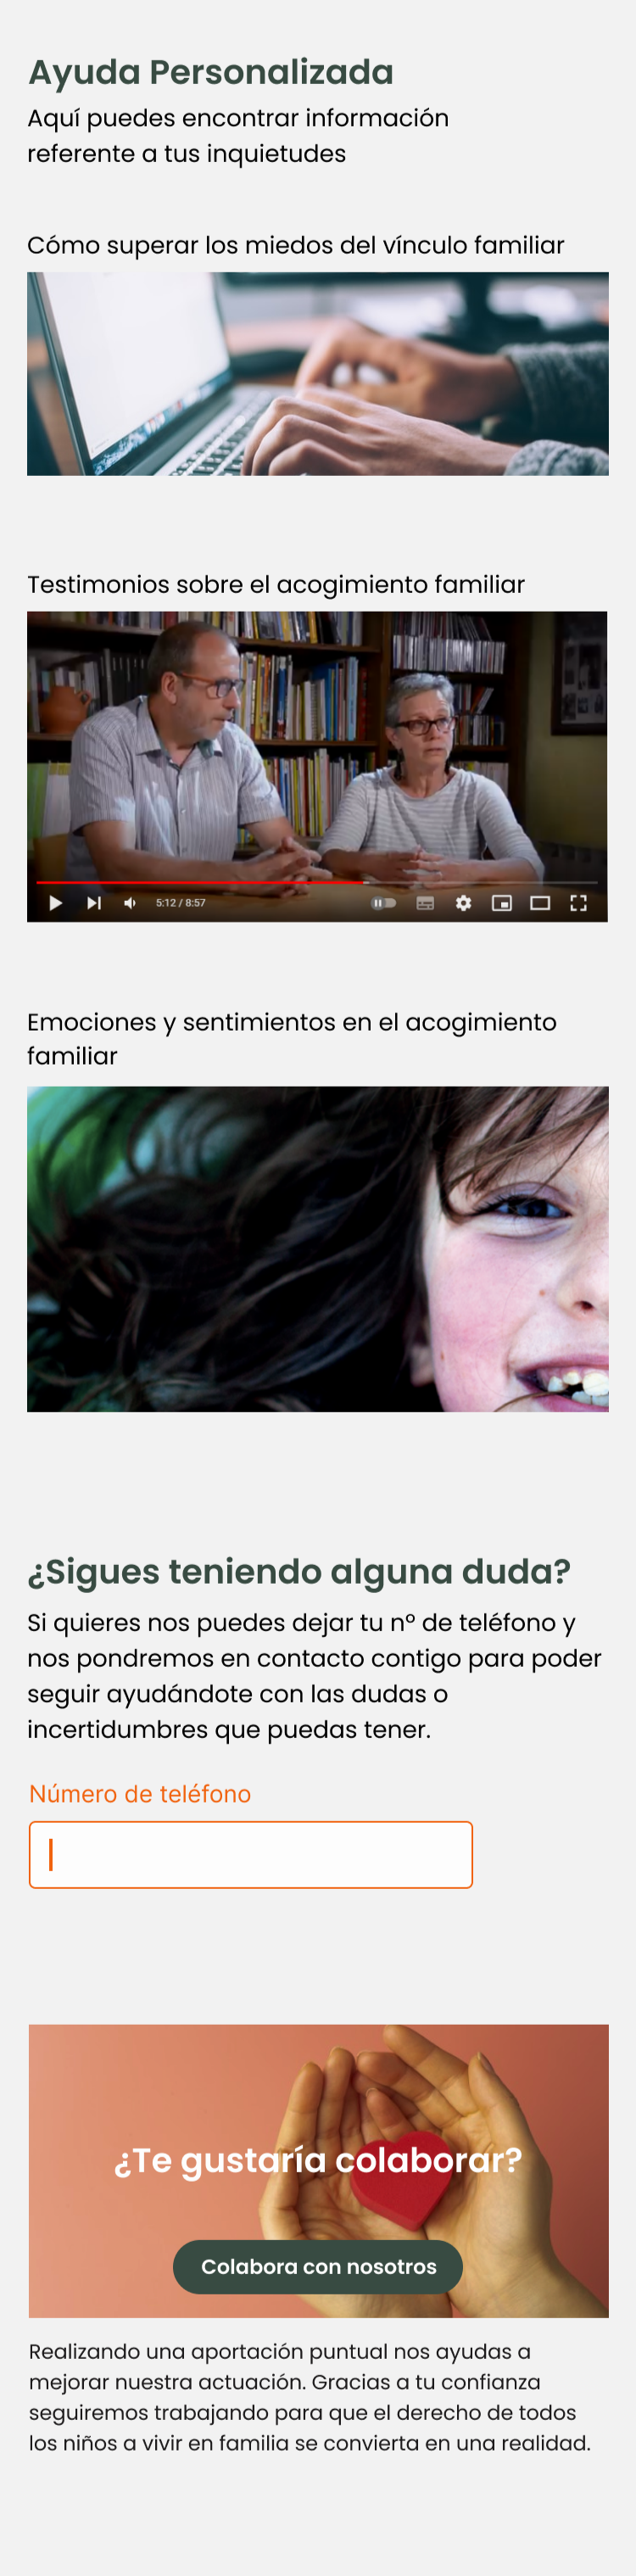 Ayuda Personalizada
Aquí puedes encontrar información
referente a tus inquietudes
Cómo superar los miedos del vínculo familiar
Testimonios sobre el acogimiento familiar
5:12 / 8:57
Emociones y sentimientos en el acogimiento
familiar
¿Sigues teniendo alguna duda?
Si quieres nos puedes dejar tu nº de teléfono y
nos pondremos en contacto contigo para poder
seguir ayudándote con las dudas o
incertidumbres que puedas tener.
Número de teléfono
¿Te gustaría colaborar?
Colabora con nosotros
Realizando una aportación puntual nos ayudas a
mejorar nuestra actuación. Gracias a tu confianza
seguiremos trabajando para que el derecho de todos
los niños a vivir en familia se convierta en una realidad.